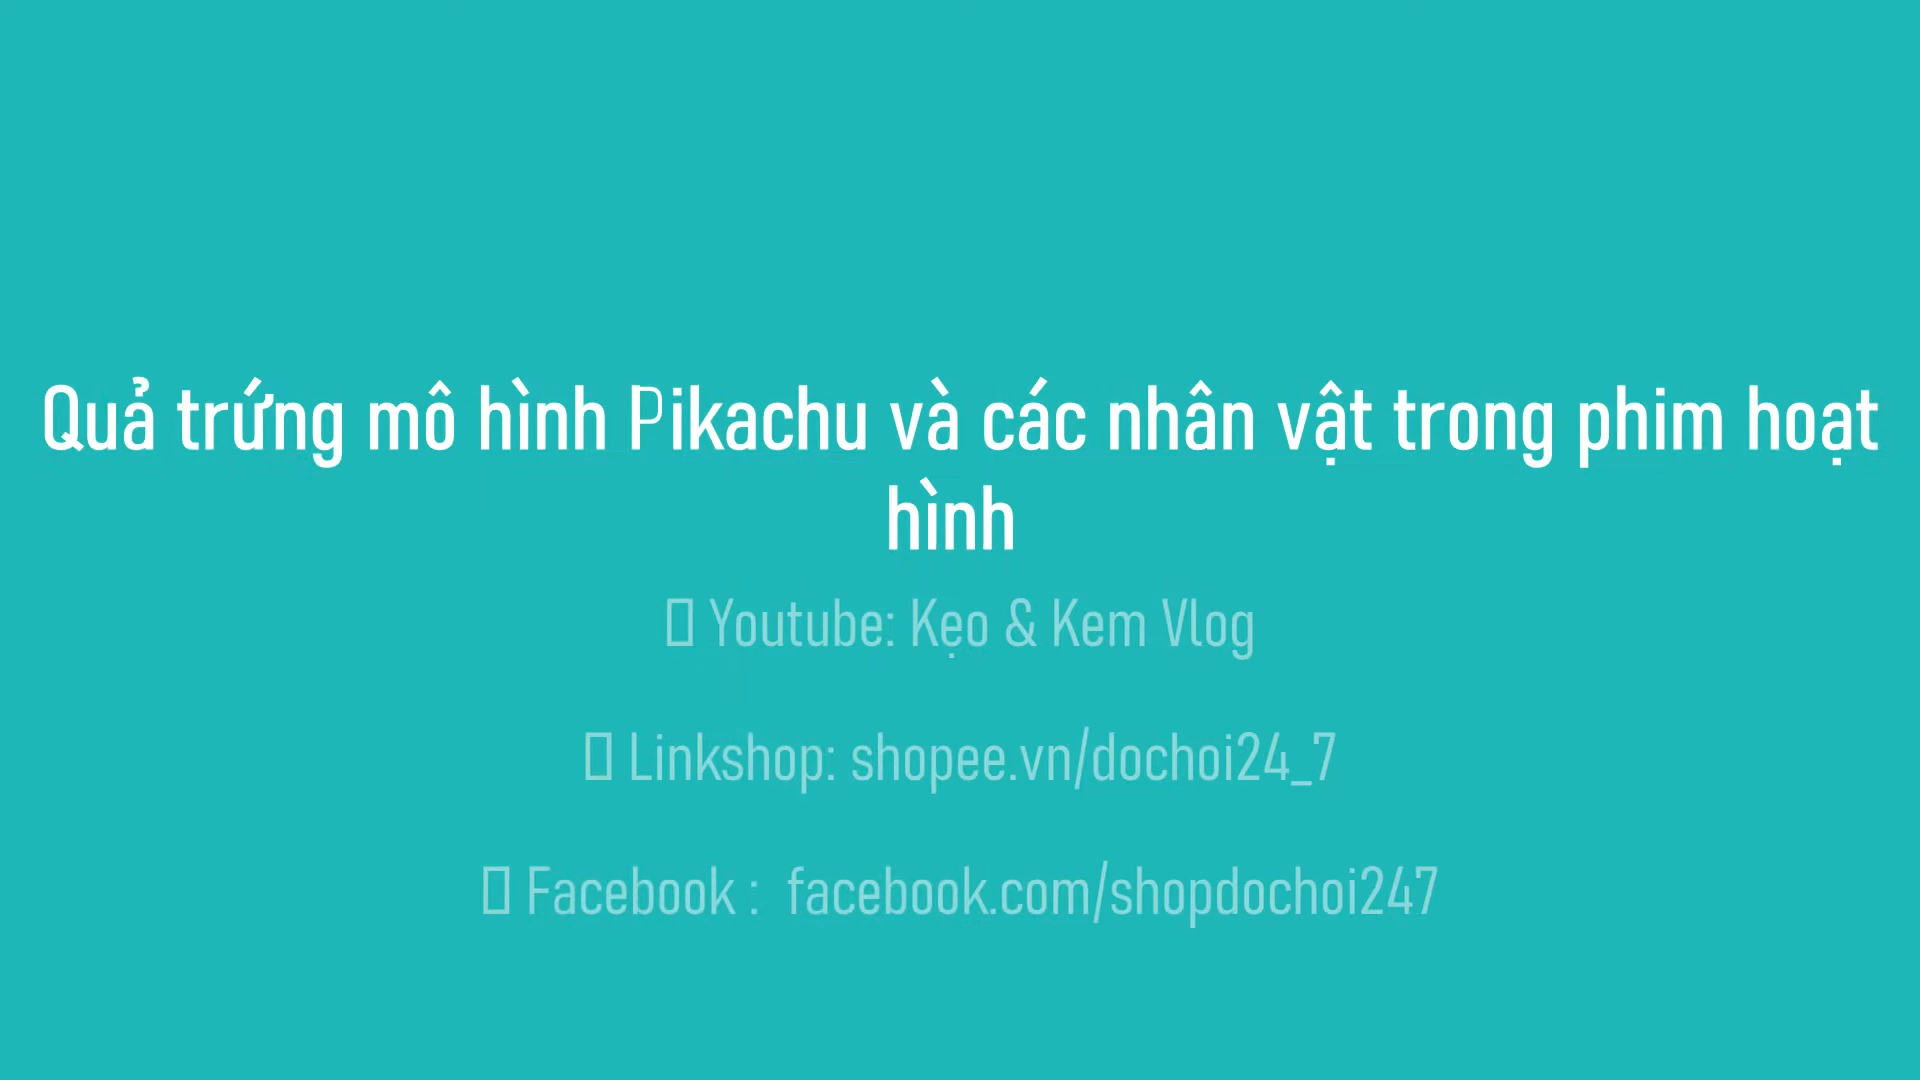 Quả trứng mô hình Pikachu và các nhân vật trong phim hoạt
hình
Youtube: Kẹo & Kem Vlog
Linkshop: shopee.vn/dochoi24_7
Facebook : facebook.com/shopdochoi247